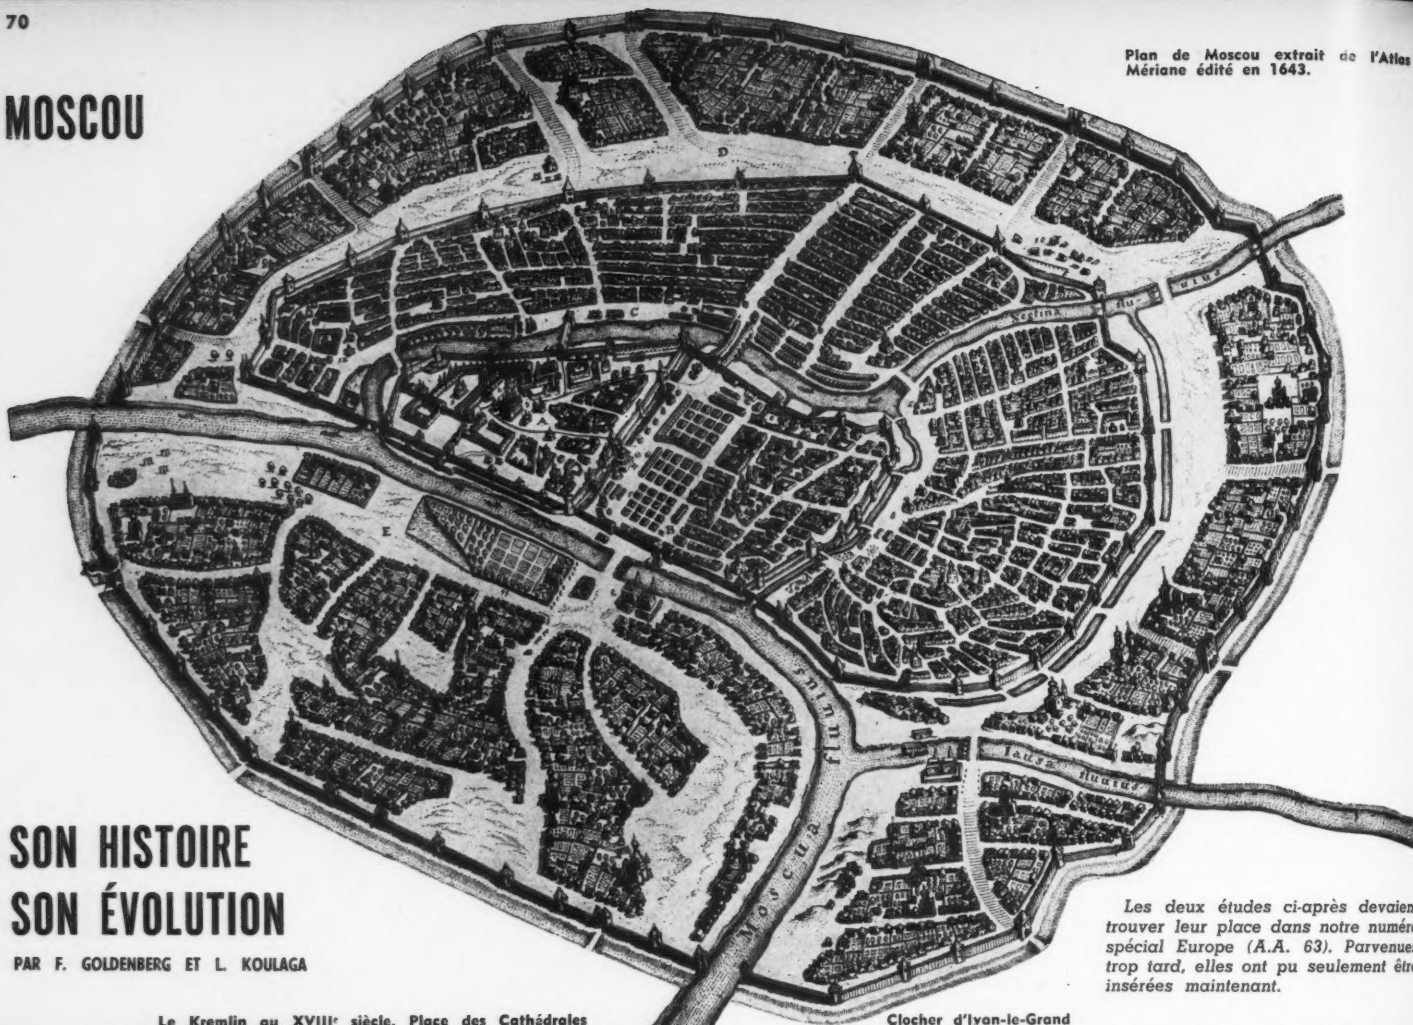 70
Plan de Moscou extrait de l'Atlas
Mériane édité en 1643.
MOSCOU
D
C
Neglina flu
uius
A
B
E
Moscua
fluuius
Iausa fluuius
SON HISTOIRE
SON ÉVOLUTION
PAR F. GOLDENBERG ET L. KOULAGA
Les deux études ci-après devaien
trouver leur place dans notre numér
spécial Europe (A.A. 63). Parvenue
trop tard, elles ont pu seulement êtr
insérées maintenant.
Le Kremlin au XVIIIe siècle. Place des Cathédrales
Clocher d'Ivan-le-Grand